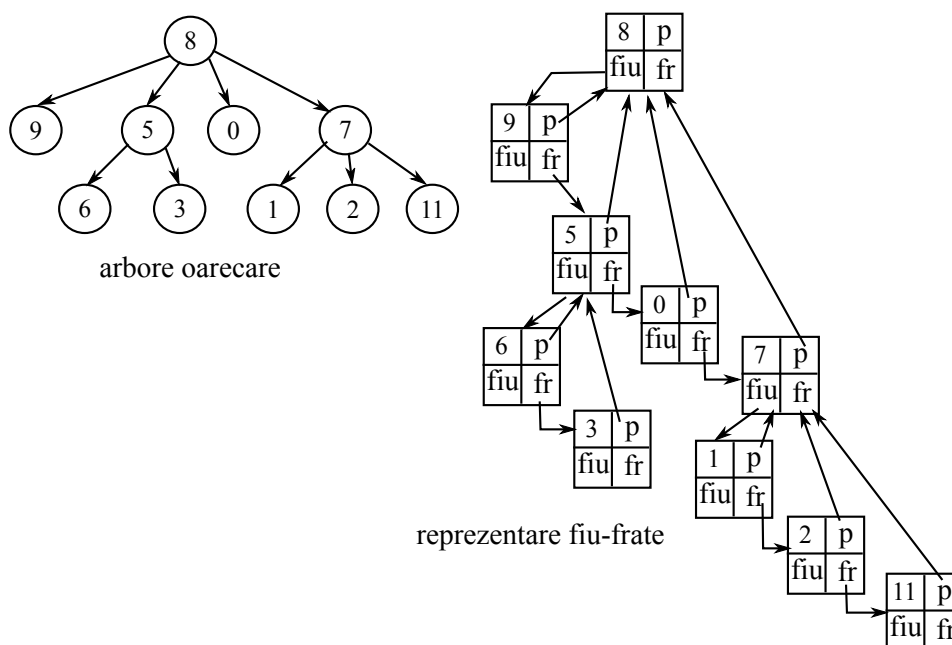 8
9 5 0 7
6 3 1 2 11
arbore oarecare
8 p
fiu fr
9 p
fiu fr
5 p
fiu fr
0 p
fiu fr
6 p
fiu fr
7 p
fiu fr
3 p
fiu fr
1 p
fiu fr
reprezentare fiu-frate
2 p
fiu fr
11 p
fiu fr